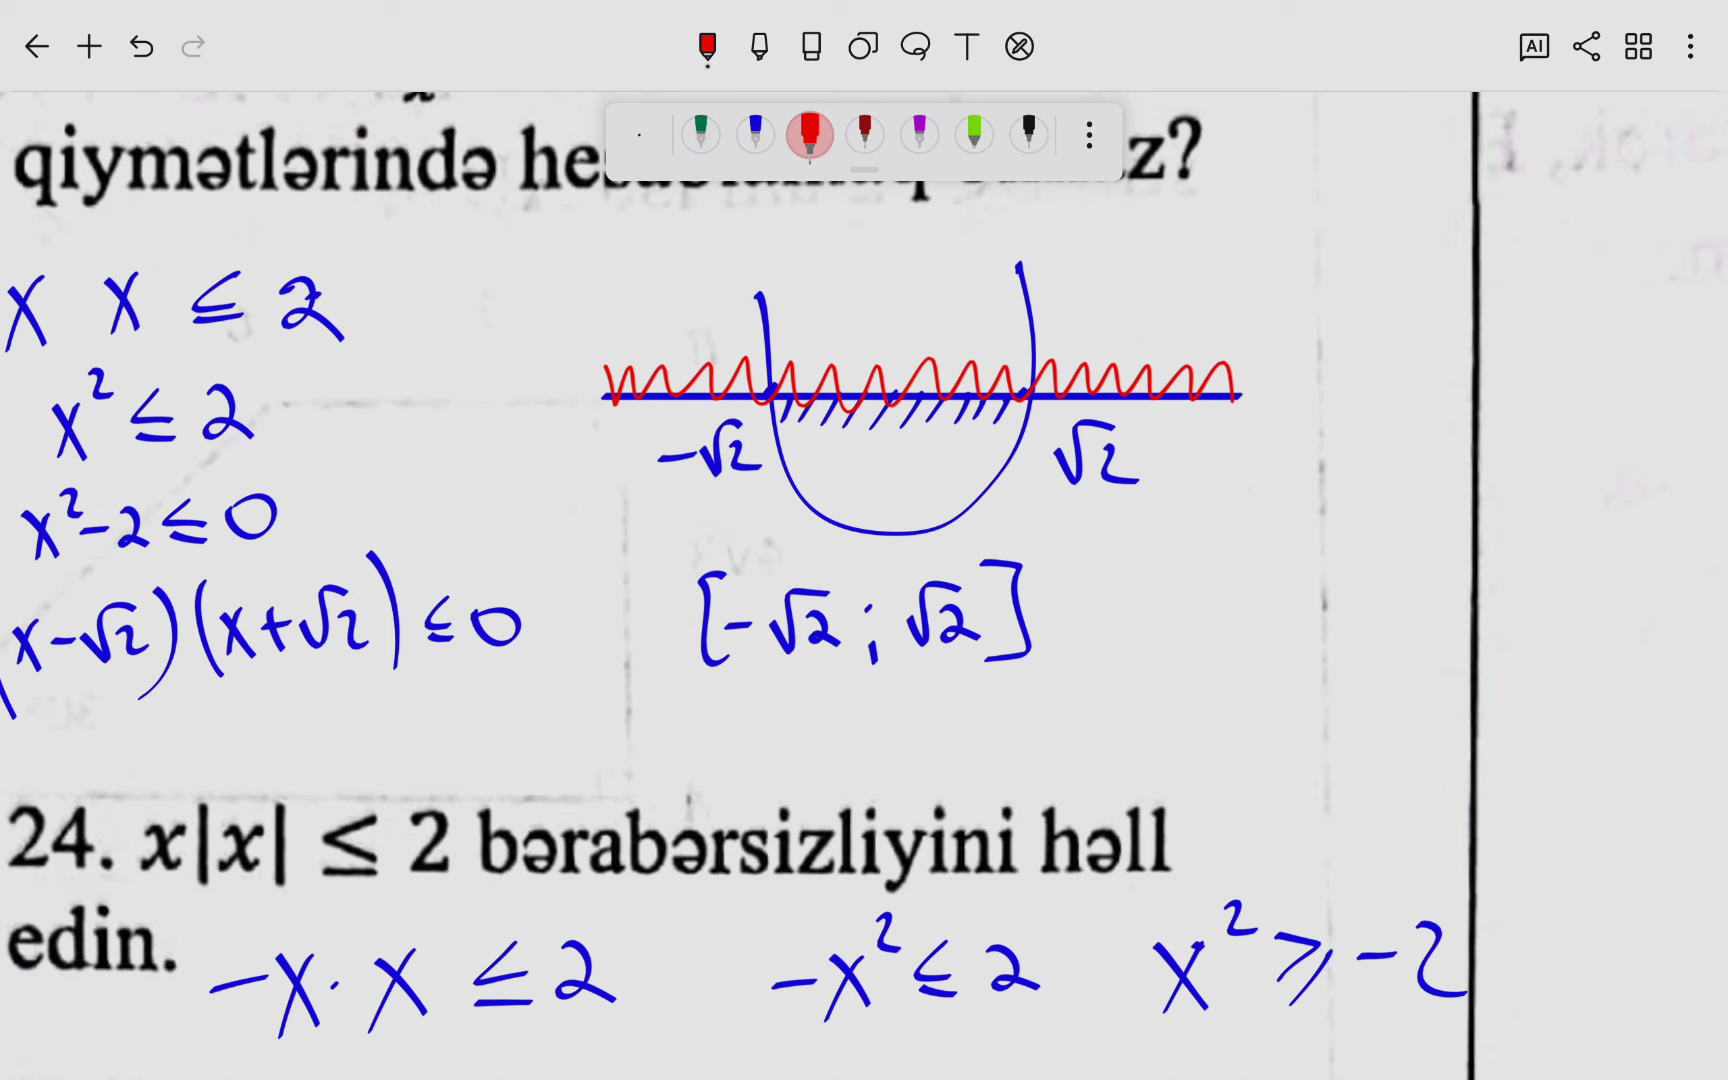 AI
qiymətlərində he
z?
x x ≤ 2
x² ≤ 2
x²-2 ≤ 0
(x-√2)(x+√2) ≤ 0
-√2 √2
[-√2 ; √2]
24. x|x| ≤ 2 bərabərsizliyini həll
edin.
-x · x ≤ 2 -x² ≤ 2 x² ≥ -2